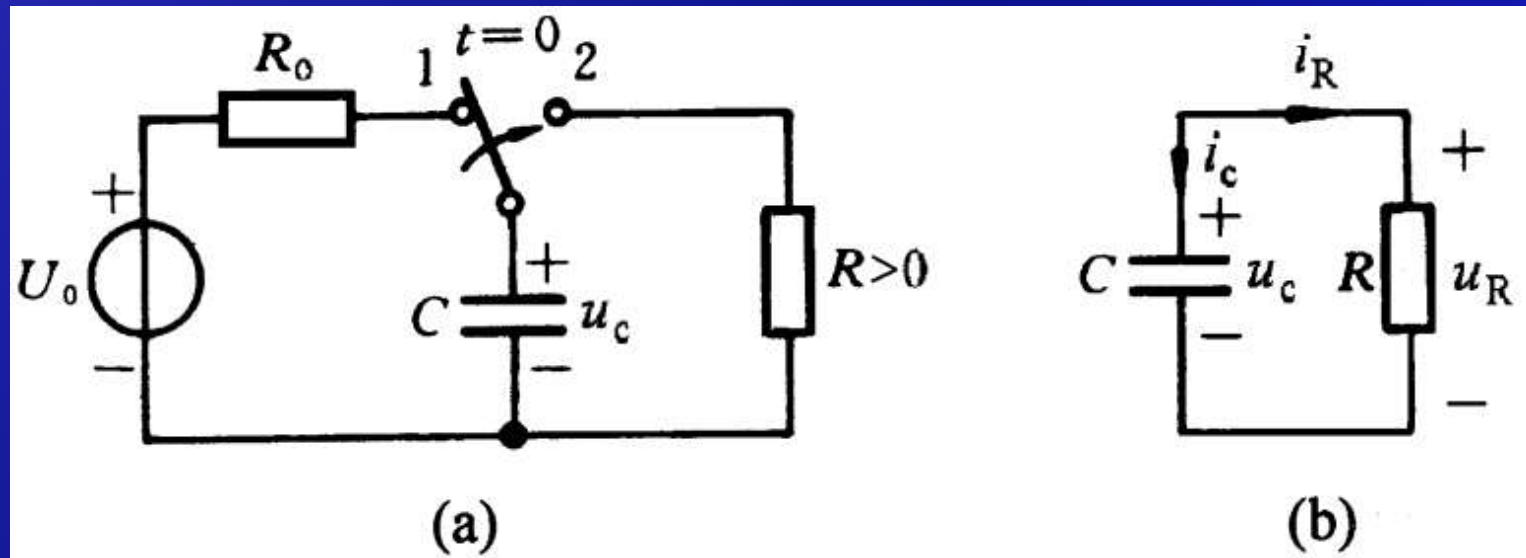 R₀
1 t=0 2
+
U₀
−
+
C u_c
−
R>0
(a)
i_R
i_c
+
+
C u_c R u_R
−
−
(b)